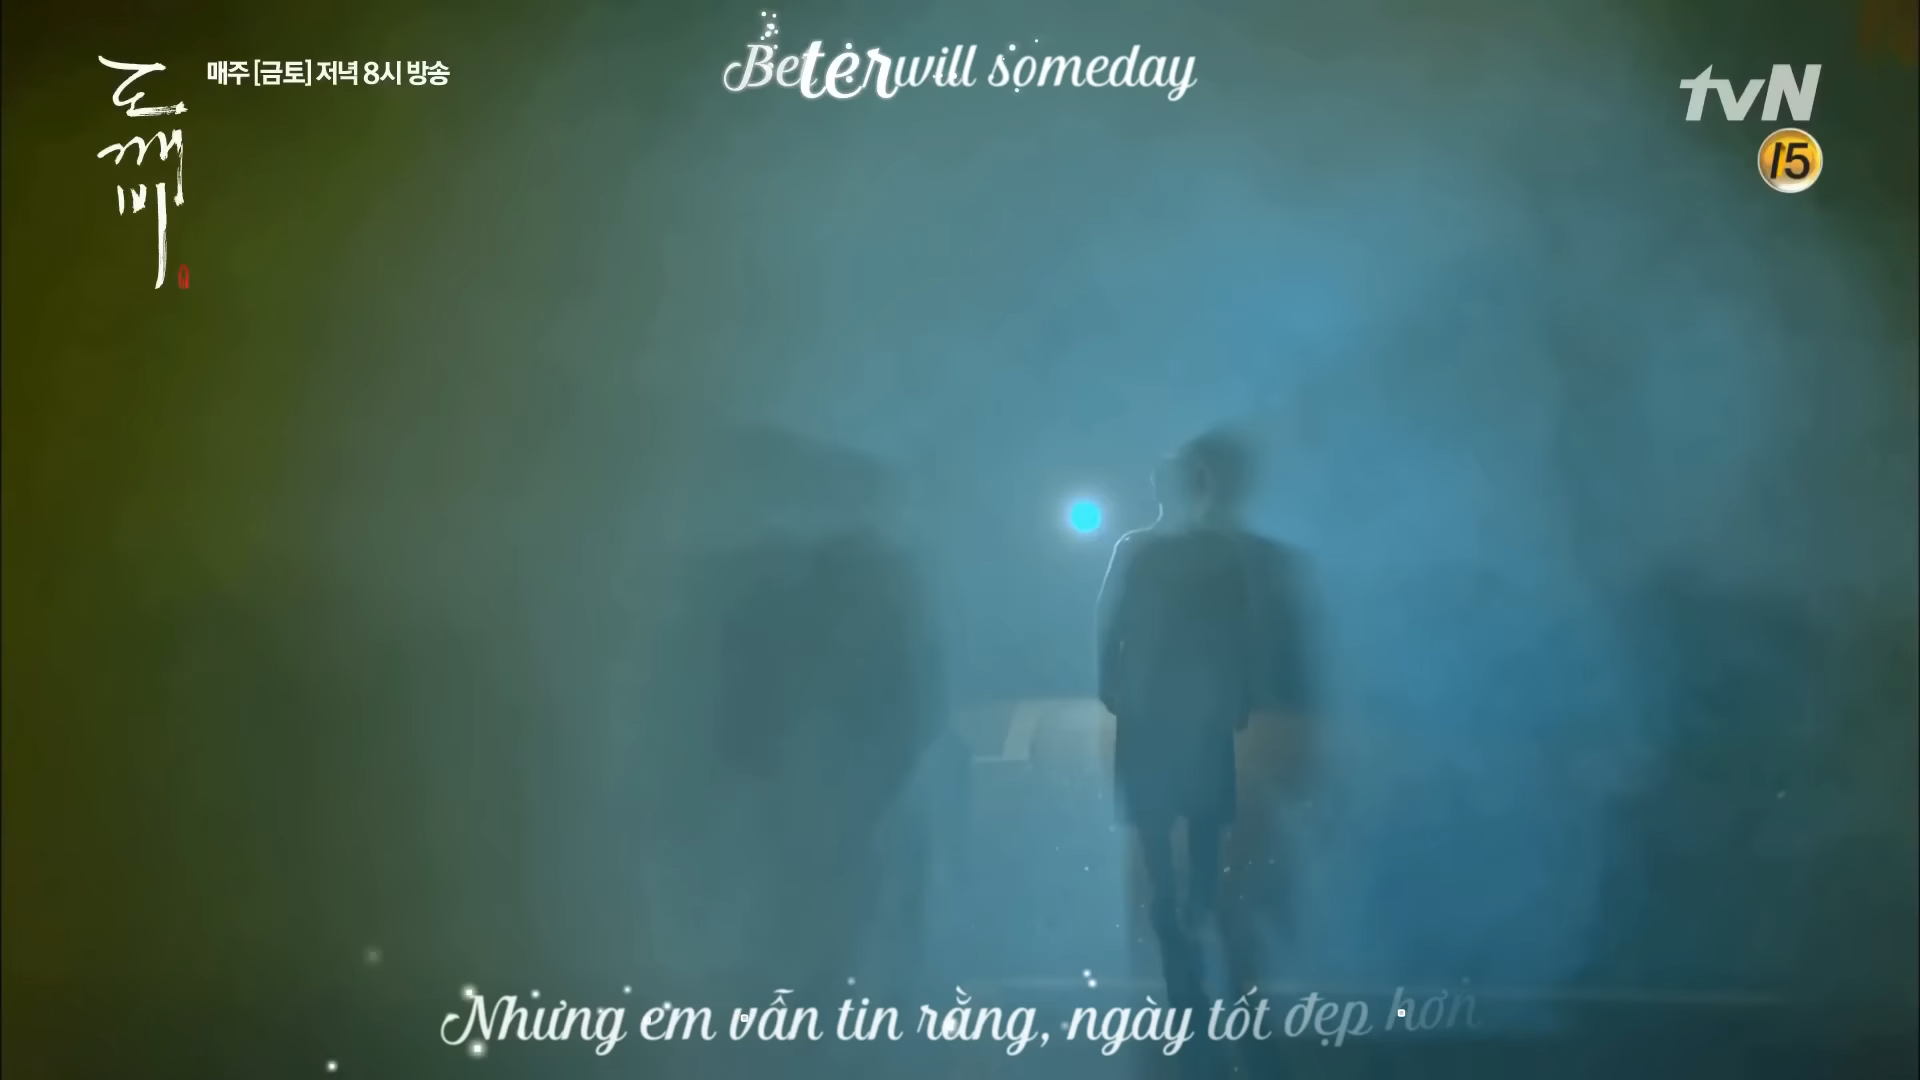 도깨비
매주 [금토] 저녁 8시 방송
Beter will someday
tvN
15
Nhưng em vẫn tin rằng, ngày tốt đẹp hơn